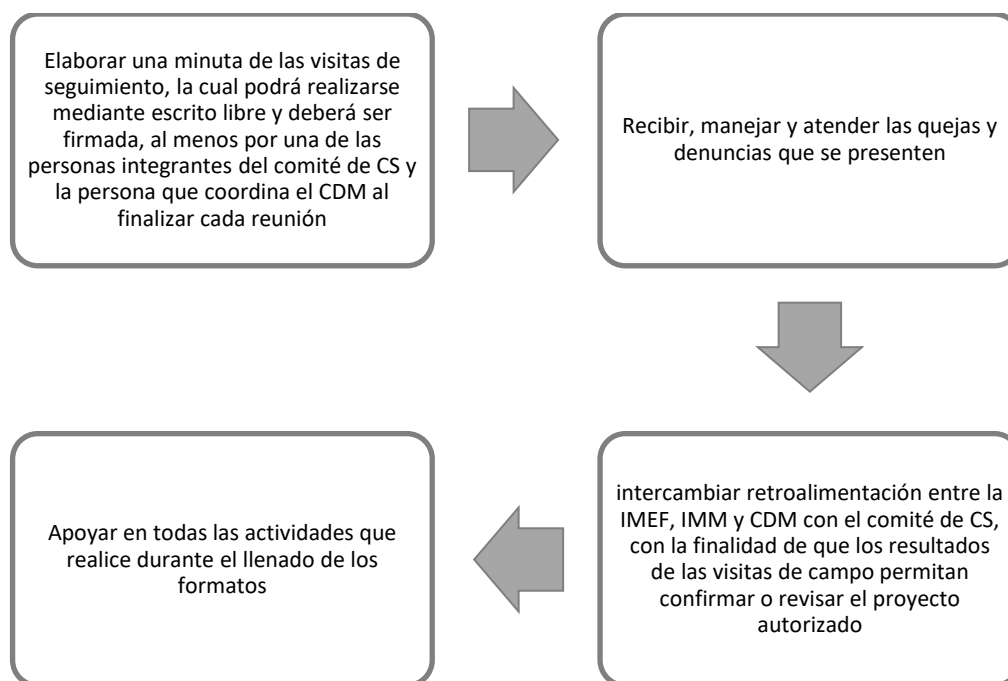 Elaborar una minuta de las visitas de
seguimiento, la cual podrá realizarse
mediante escrito libre y deberá ser
firmada, al menos por una de las
personas integrantes del comité de CS y
la persona que coordina el CDM al
finalizar cada reunión
Recibir, manejar y atender las quejas y
denuncias que se presenten
intercambiar retroalimentación entre la
IMEF, IMM y CDM con el comité de CS,
con la finalidad de que los resultados
de las visitas de campo permitan
confirmar o revisar el proyecto
autorizado
Apoyar en todas las actividades que
realice durante el llenado de los
formatos